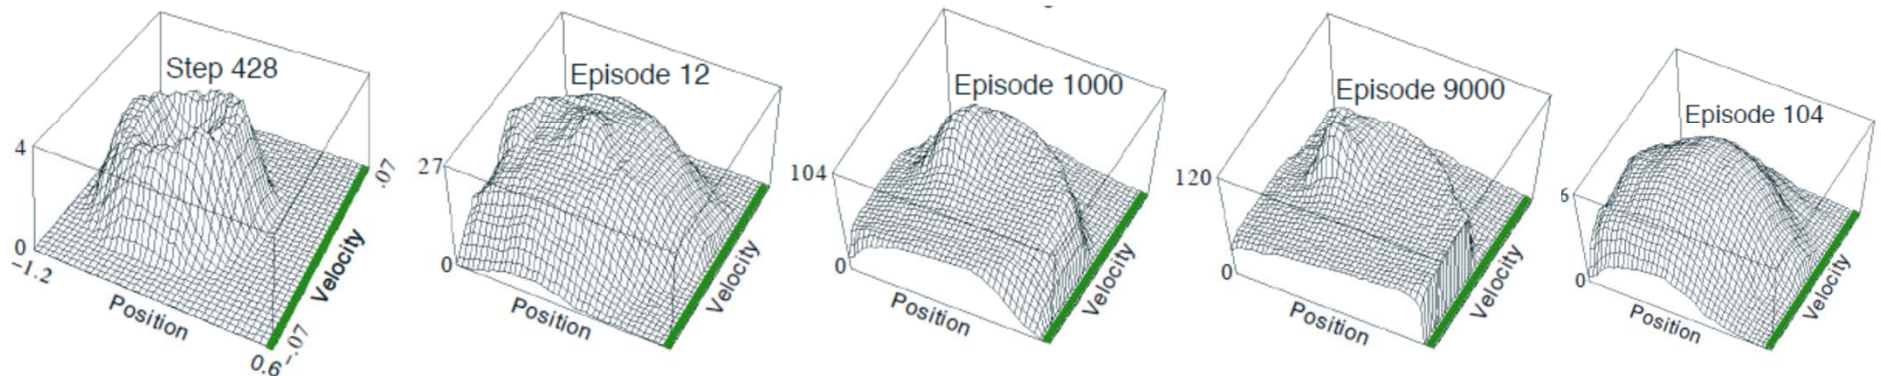 Step 428
4
0
-1.2
Position
0.6
-.07
Velocity
.07
Episode 12
27
0
Position
Velocity
Episode 1000
104
0
Position
Velocity
Episode 9000
120
0
Position
Velocity
Episode 104
0
Position
Velocity